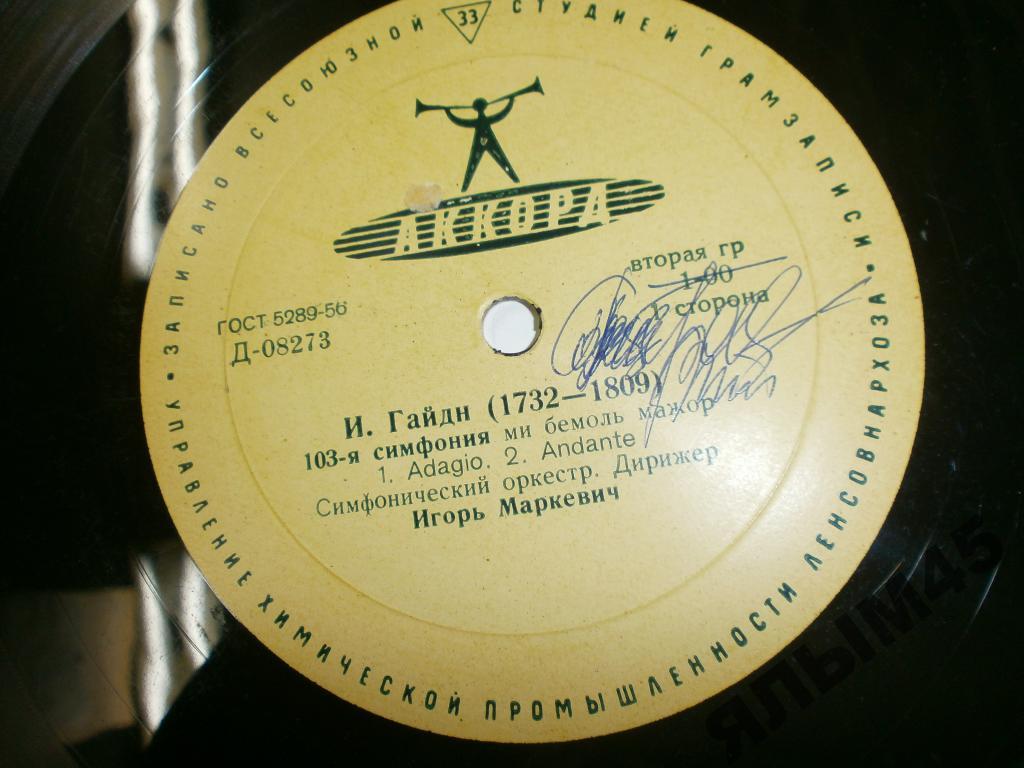 • ЗАПИСАНО ВСЕСОЮЗНОЙ 33 СТУДИЕЙ ГРАМЗАПИСИ •
АККОРД
вторая гр
1-90
сторона
ГОСТ 5289-56
Д-08273
И. Гайдн (1732—1809)
103-я симфония ми бемоль мажор
1. Adagio. 2. Andante
Симфонический оркестр. Дирижер
Игорь Маркевич
УПРАВЛЕНИЕ ХИМИЧЕСКОЙ ПРОМЫШЛЕННОСТИ ЛЕНСОВНАРХОЗА
ЯЛЫМ45